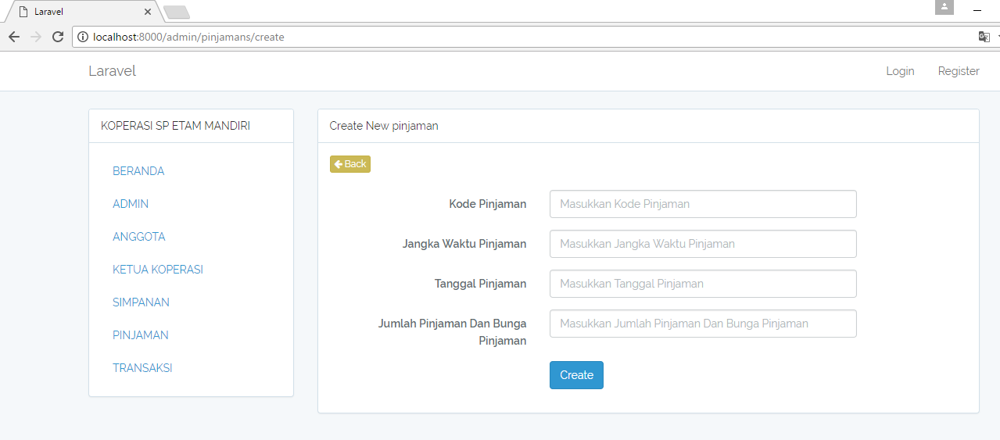 Laravel
localhost:8000/admin/pinjamans/create
Laravel
Login
Register
KOPERASI SP ETAM MANDIRI
BERANDA
ADMIN
ANGGOTA
KETUA KOPERASI
SIMPANAN
PINJAMAN
TRANSAKSI
Create New pinjaman
Back
Kode Pinjaman
Masukkan Kode Pinjaman
Jangka Waktu Pinjaman
Masukkan Jangka Waktu Pinjaman
Tanggal Pinjaman
Masukkan Tanggal Pinjaman
Jumlah Pinjaman Dan Bunga
Pinjaman
Masukkan Jumlah Pinjaman Dan Bunga Pinjaman
Create